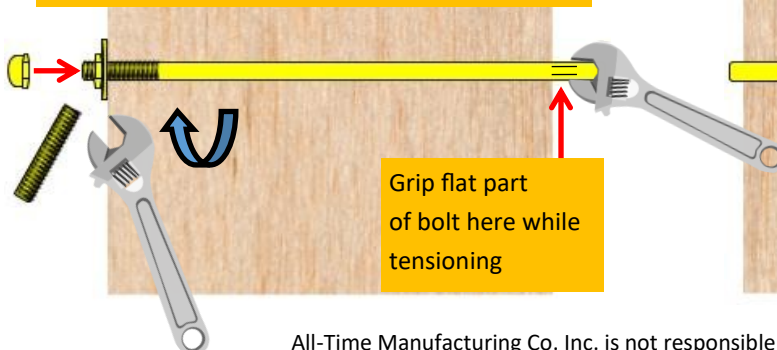 Grip flat part
of bolt here while
tensioning
All-Time Manufacturing Co. Inc. is not responsible